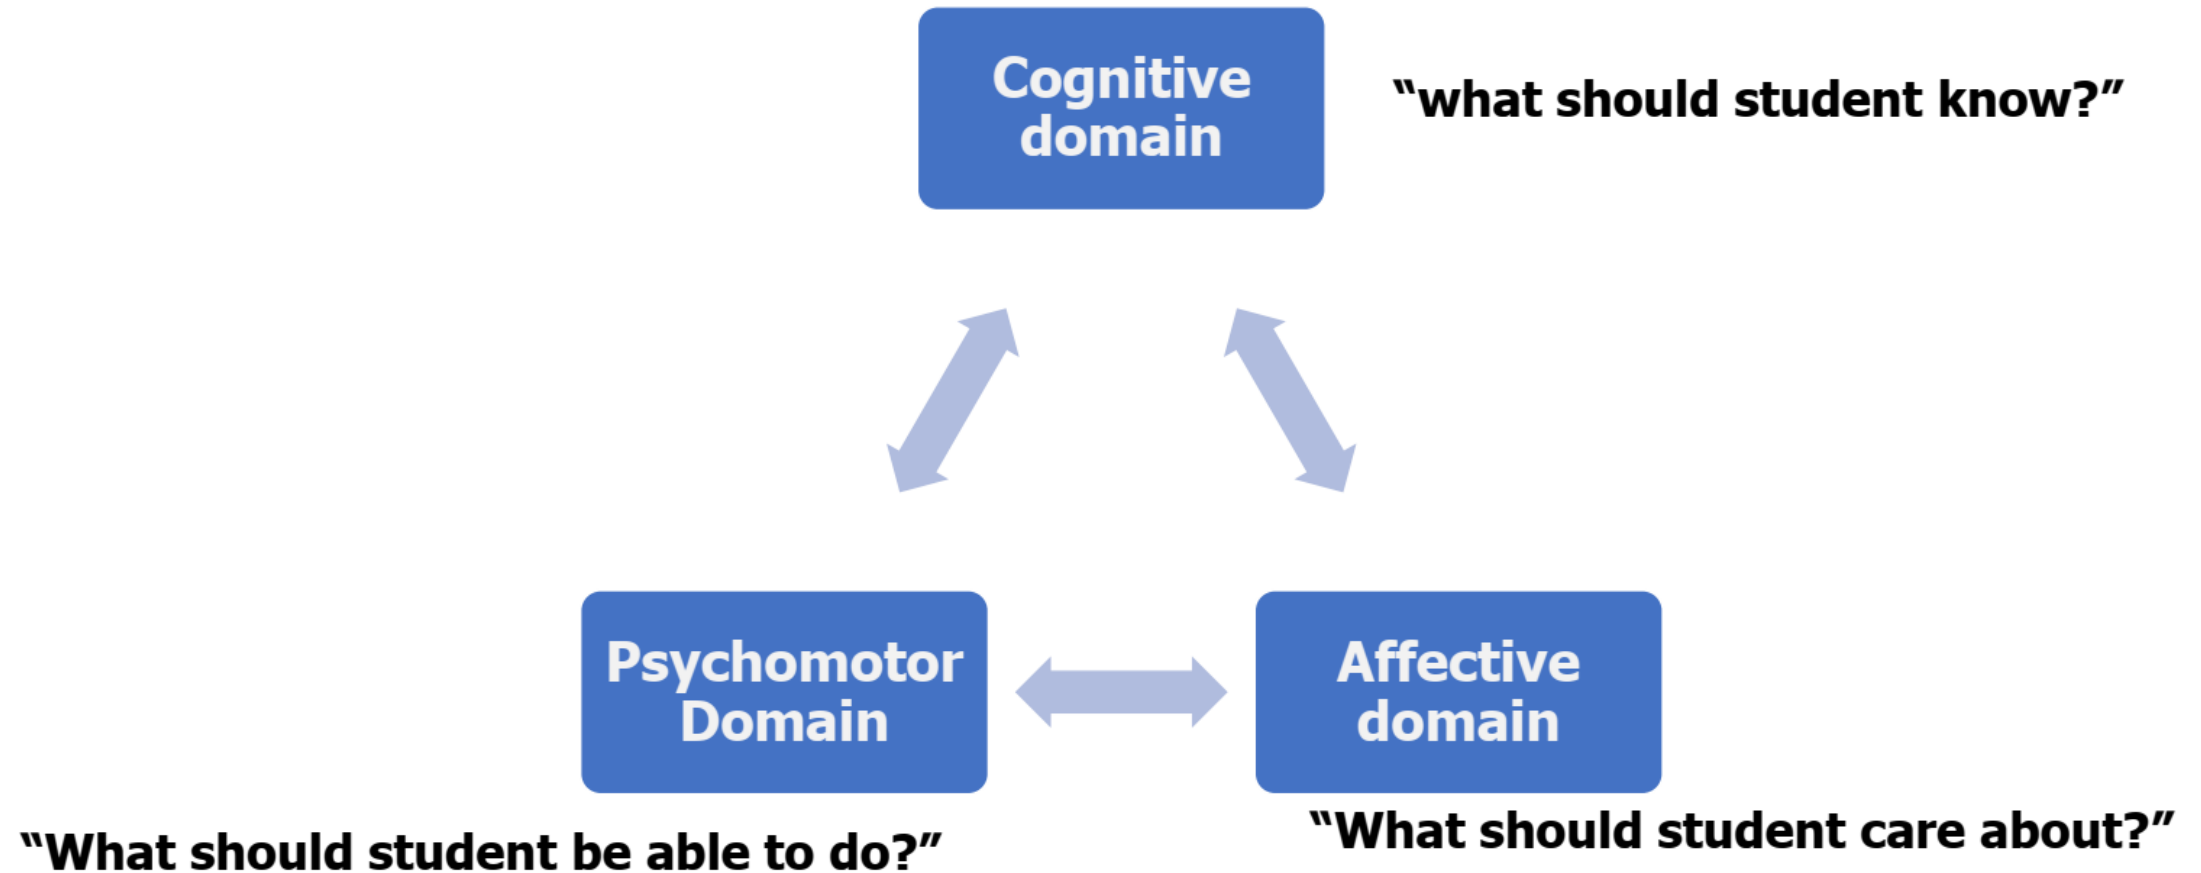 Cognitive
domain
“what should student know?”
Psychomotor
Domain
Affective
domain
“What should student be able to do?”
“What should student care about?”